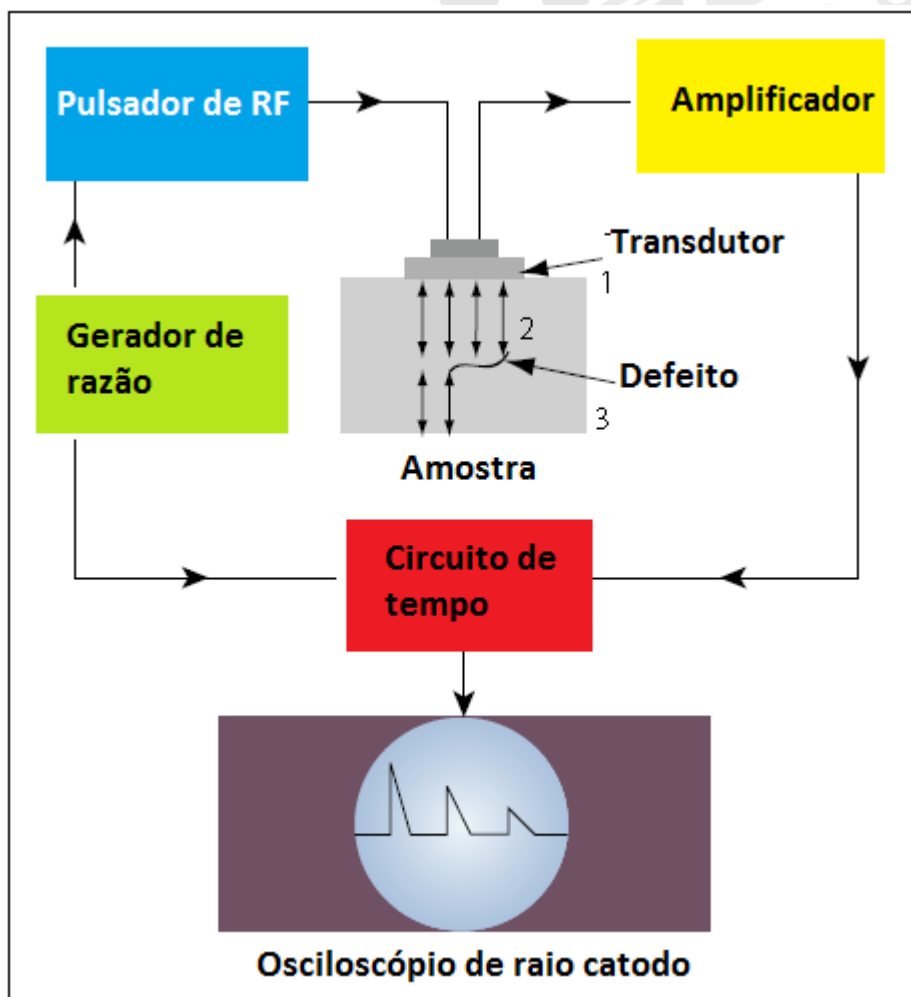 Pulsador de RF
Amplificador
Transdutor
1
Gerador de
razão
2
Defeito
3
Amostra
Circuito de
tempo
Osciloscópio de raio catodo